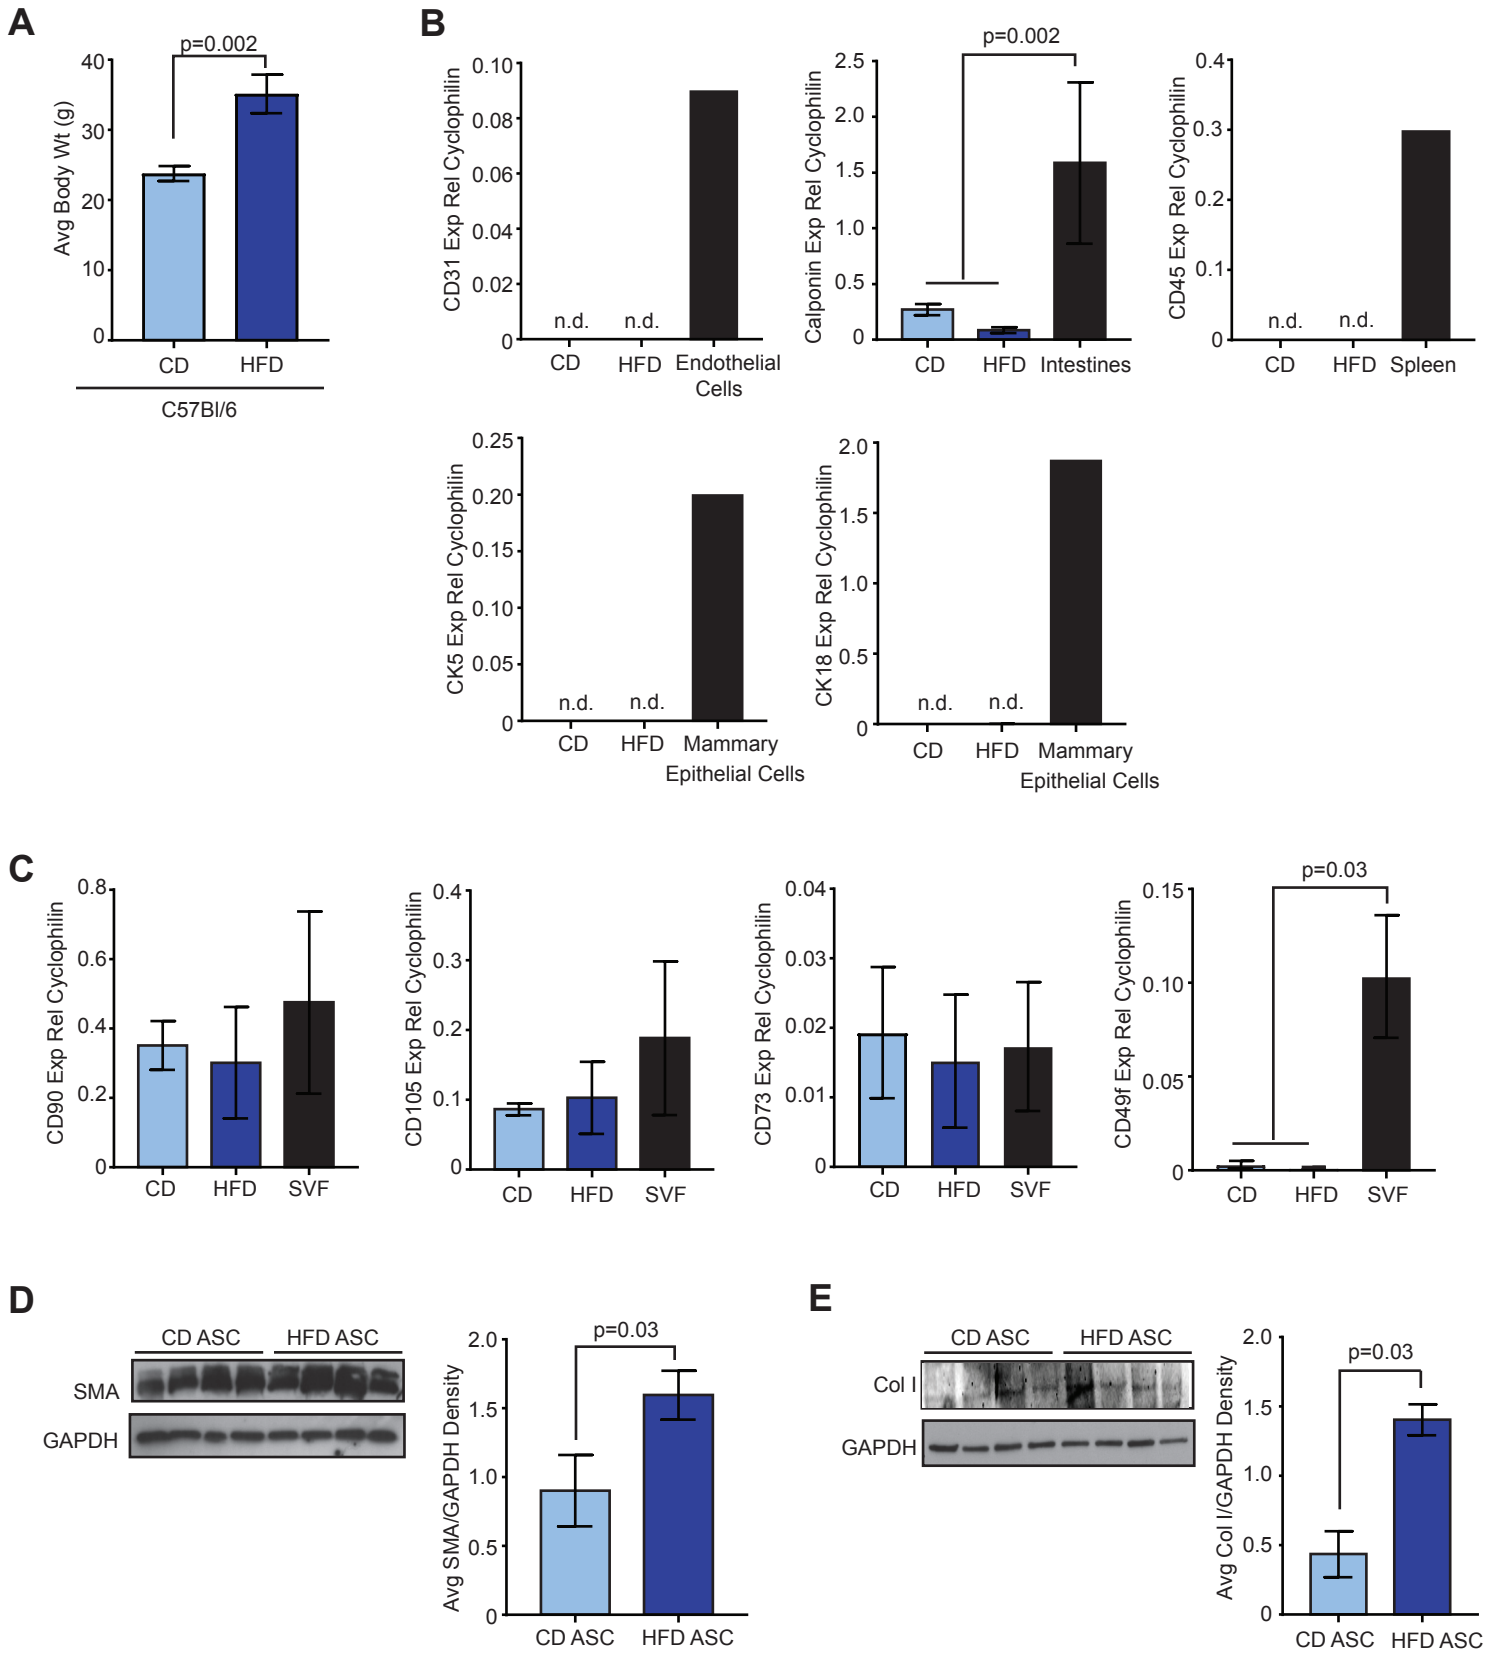 A
p=0.002
Avg Body Wt (g)
40
30
20
10
0
CD HFD
C57Bl/6
B
CD31 Exp Rel Cyclophilin
0.10
0.08
0.06
0.04
0.02
0
n.d. n.d.
CD HFD Endothelial
Cells
p=0.002
Calponin Exp Rel Cyclophilin
2.5
2.0
1.5
1.0
0.5
0
CD HFD Intestines
CD45 Exp Rel Cyclophilin
0.4
0.3
0.2
0.1
0
n.d. n.d.
CD HFD Spleen
CK5 Exp Rel Cyclophilin
0.25
0.20
0.15
0.10
0.05
0
n.d. n.d.
CD HFD Mammary
Epithelial Cells
CK18 Exp Rel Cyclophilin
2.0
1.5
1.0
0.5
0
n.d. n.d.
CD HFD Mammary
Epithelial Cells
C
CD90 Exp Rel Cyclophilin
0.8
0.6
0.4
0.2
0
CD HFD SVF
CD105 Exp Rel Cyclophilin
0.4
0.3
0.2
0.1
0
CD HFD SVF
CD73 Exp Rel Cyclophilin
0.04
0.03
0.02
0.01
0
CD HFD SVF
p=0.03
CD49f Exp Rel Cyclophilin
0.15
0.10
0.05
0
CD HFD SVF
D
CD ASC HFD ASC
SMA
GAPDH
p=0.03
Avg SMA/GAPDH Density
2.0
1.5
1.0
0.5
0
CD ASC HFD ASC
E
CD ASC HFD ASC
Col I
GAPDH
p=0.03
Avg Col I/GAPDH Density
2.0
1.5
1.0
0.5
0
CD ASC HFD ASC